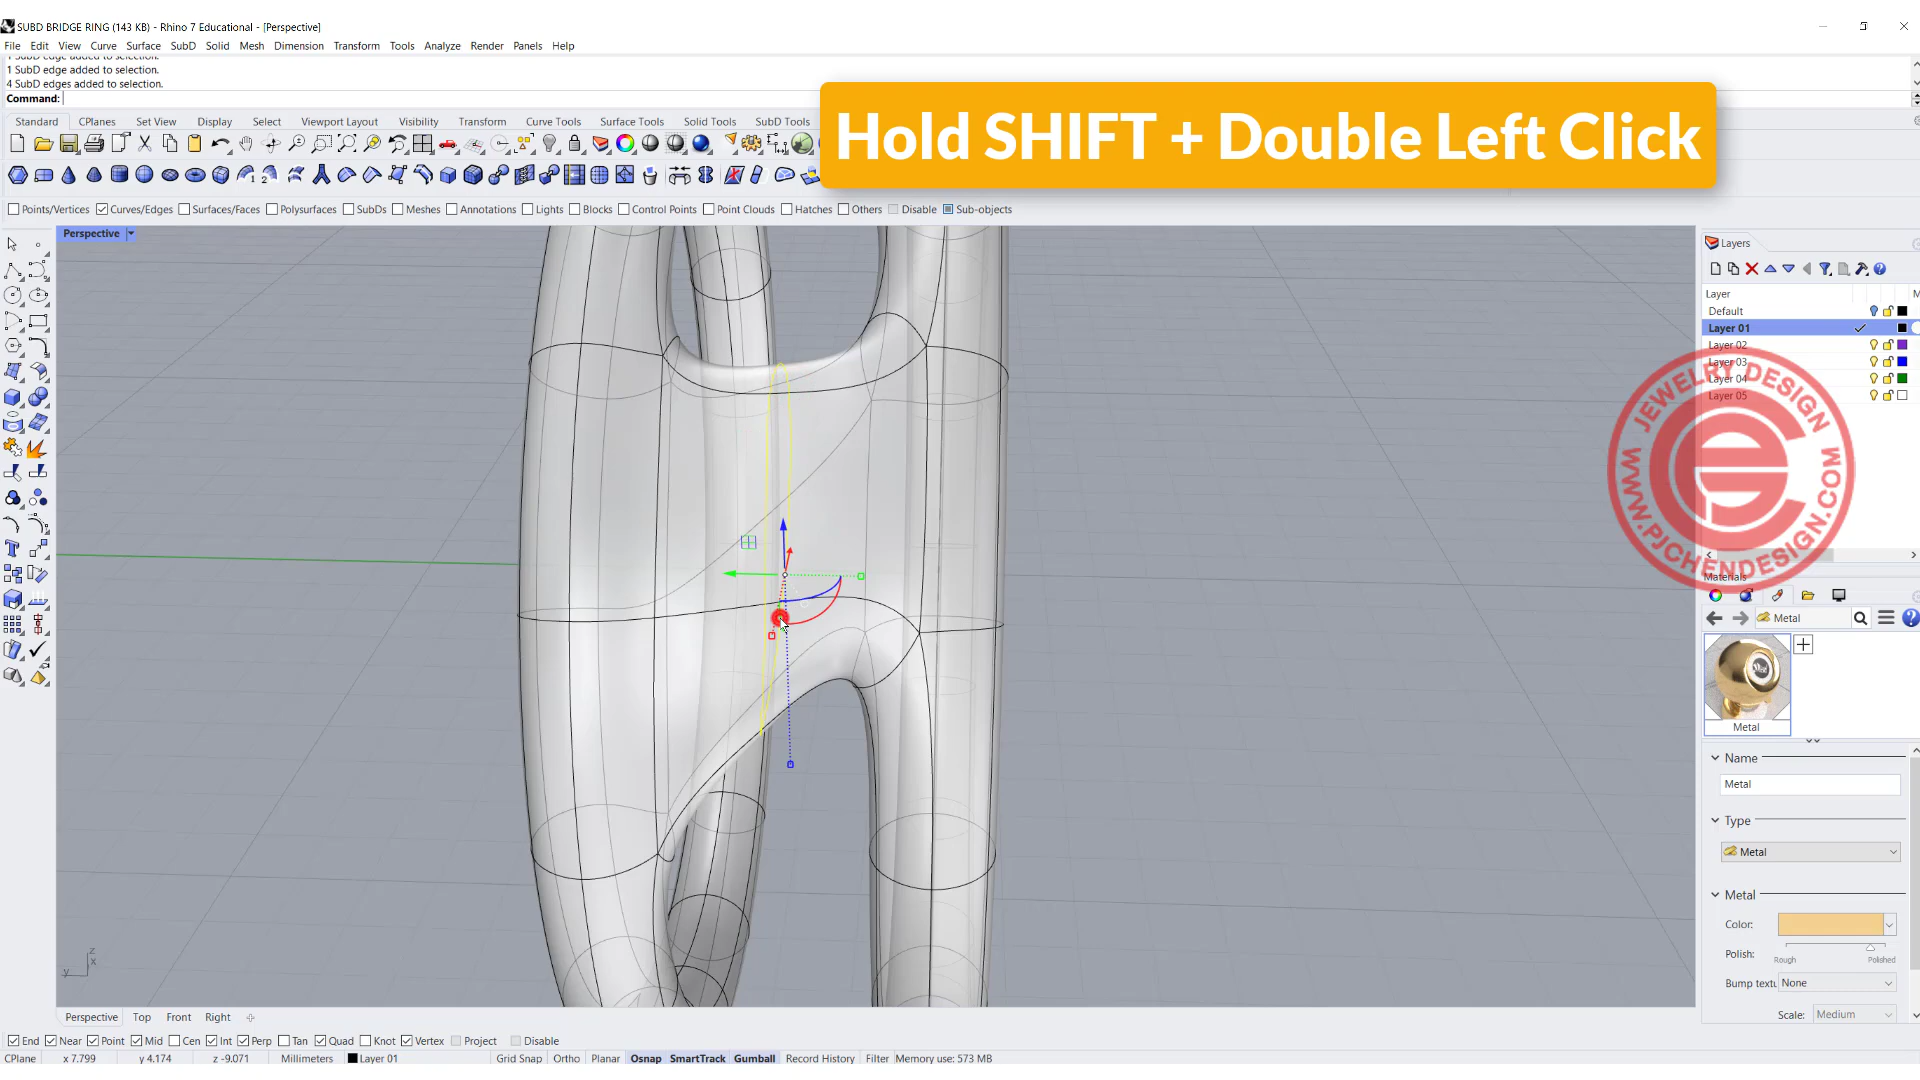 SUBD BRIDGE RING (143 KB) - Rhino 7 Educational - [Perspective]
File Edit View Curve Surface SubD Solid Mesh Dimension Transform Tools Analyze Render Panels Help
1 SubD edge added to selection.
4 SubD edges added to selection.
Command:
Hold SHIFT + Double Left Click
Standard CPlanes Set View Display Select Viewport Layout Visibility Transform Curve Tools Surface Tools Solid Tools SubD Tools
Points/Vertices Curves/Edges Surfaces/Faces Polysurfaces SubDs Meshes Annotations Lights Blocks Control Points Point Clouds Hatches Others Disable Sub-objects
Perspective
Layers
Layer M
Default
Layer 01
Layer 02
Layer 03
Layer 04
Layer 05
JEWELRY DESIGN
WWW.PJCHENDESIGN.COM
Materials
Metal
Metal
Name
Metal
Type
Metal
Metal
Color:
Polish:
Rough Polished
Bump textu None
Scale: Medium
z
x
y
Perspective Top Front Right
End Near Point Mid Cen Int Perp Tan Quad Knot Vertex Project Disable
CPlane x 7.799 y 4.174 z -9.071 Millimeters Layer 01 Grid Snap Ortho Planar Osnap SmartTrack Gumball Record History Filter Memory use: 573 MB